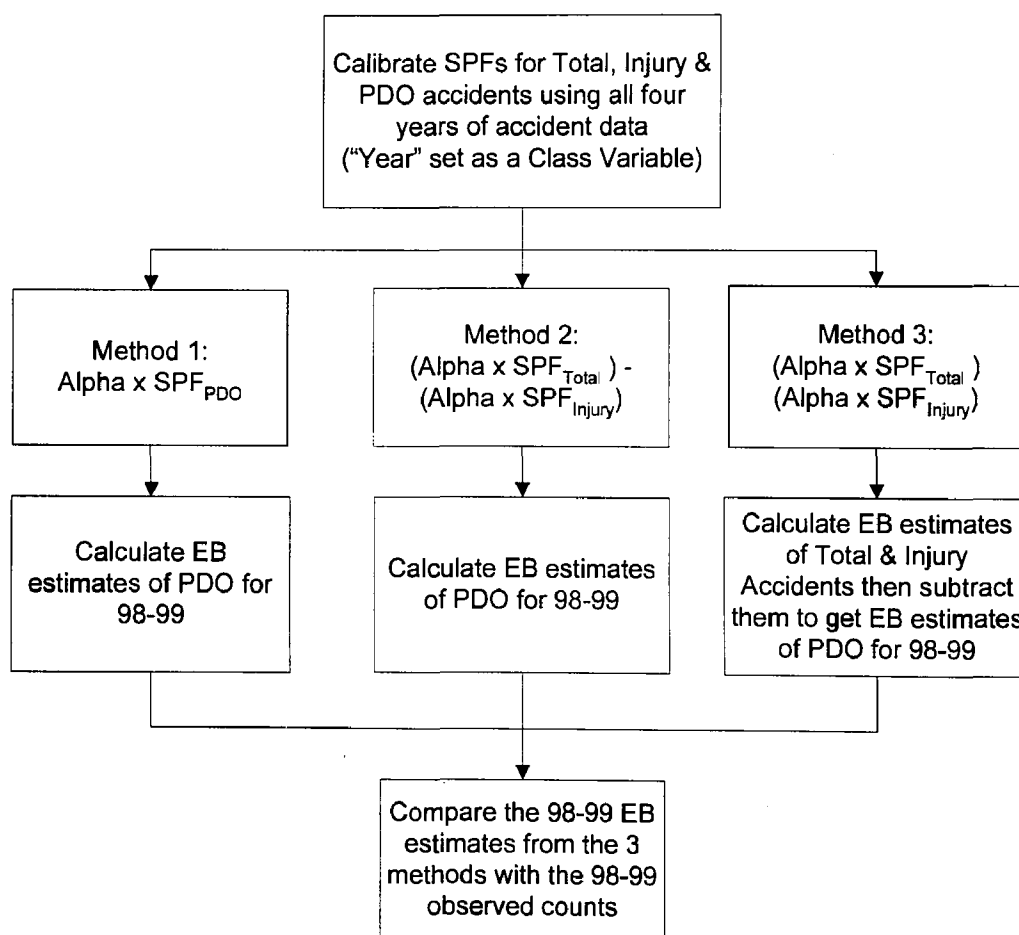 Calibrate SPFs for Total, Injury &
PDO accidents using all four
years of accident data
("Year" set as a Class Variable)
Method 1:
Alpha x SPF_PDO
Method 2:
(Alpha x SPF_Total ) -
(Alpha x SPF_Injury)
Method 3:
(Alpha x SPF_Total )
(Alpha x SPF_Injury)
Calculate EB
estimates of PDO for
98-99
Calculate EB estimates
of PDO for 98-99
Calculate EB estimates
of Total & Injury
Accidents then subtract
them to get EB estimates
of PDO for 98-99
Compare the 98-99 EB
estimates from the 3
methods with the 98-99
observed counts